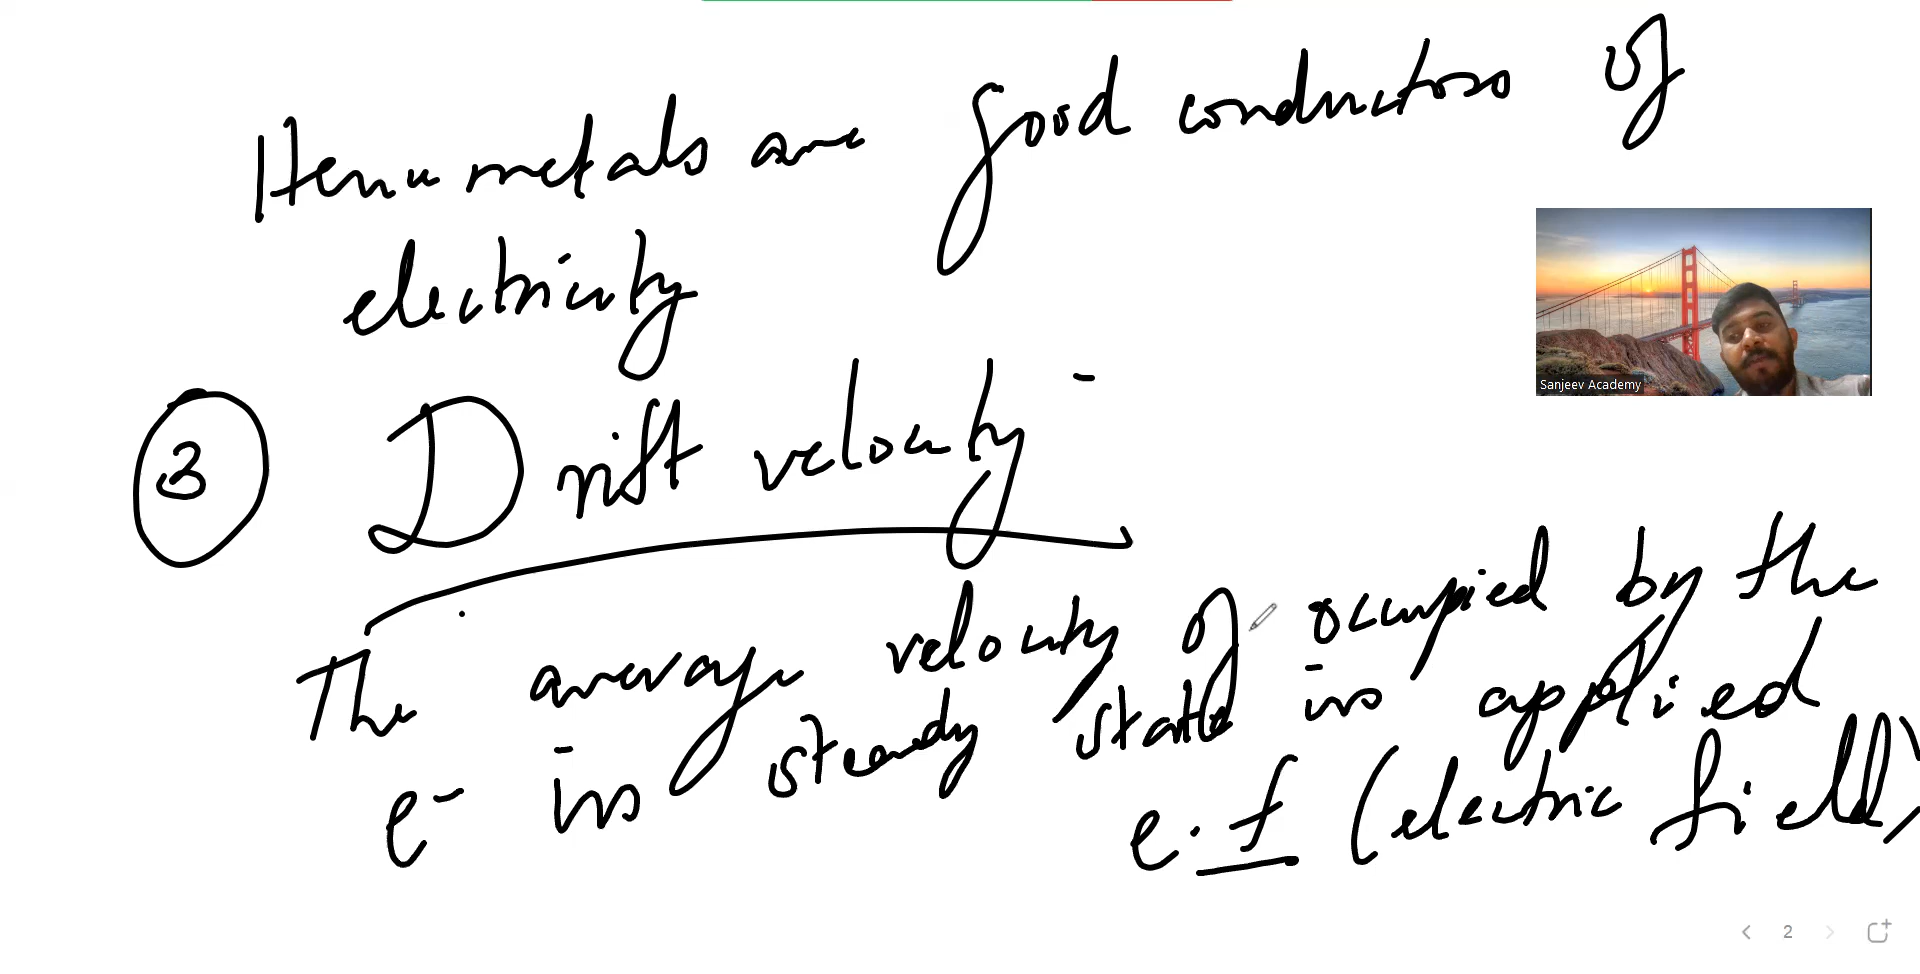 Hence metals are good conductors of
electricity
Sanjeev Academy
3 Drift velocity -
The average velocity of occupied by the
e- in steady state in applied
e.f (electric field)
2